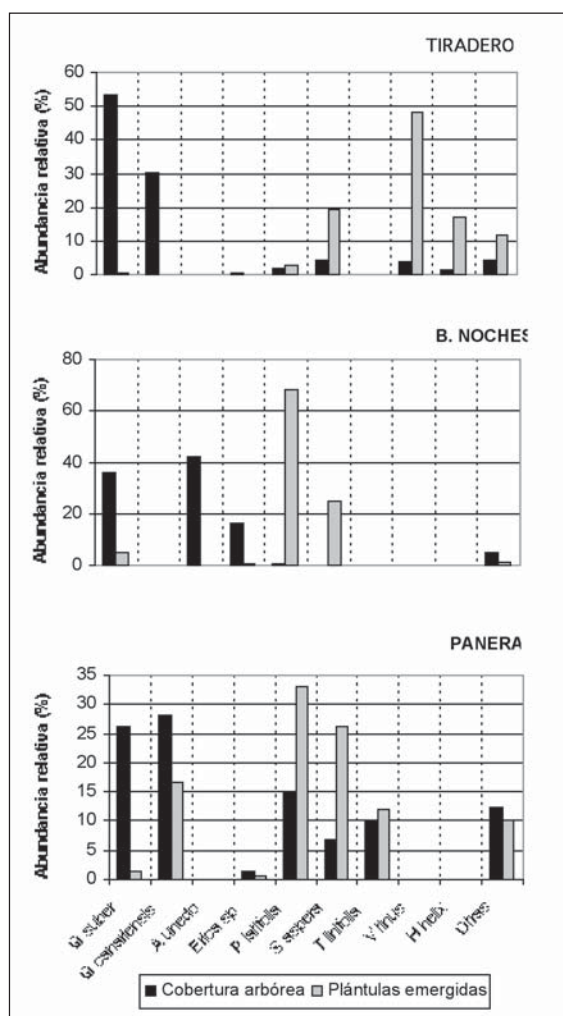 TIRADERO
Abundancia relativa (%)
60
50
40
30
20
10
0
B. NOCHES
Abundancia relativa (%)
80
60
40
20
0
PANERA
Abundancia relativa (%)
35
30
25
20
15
10
5
0
Q. suber
Q. canariensis
A. unedo
Erica sp
P. latifolia
S. aspera
H. helix
Otras
Cobertura arbórea
Plántulas emergidas